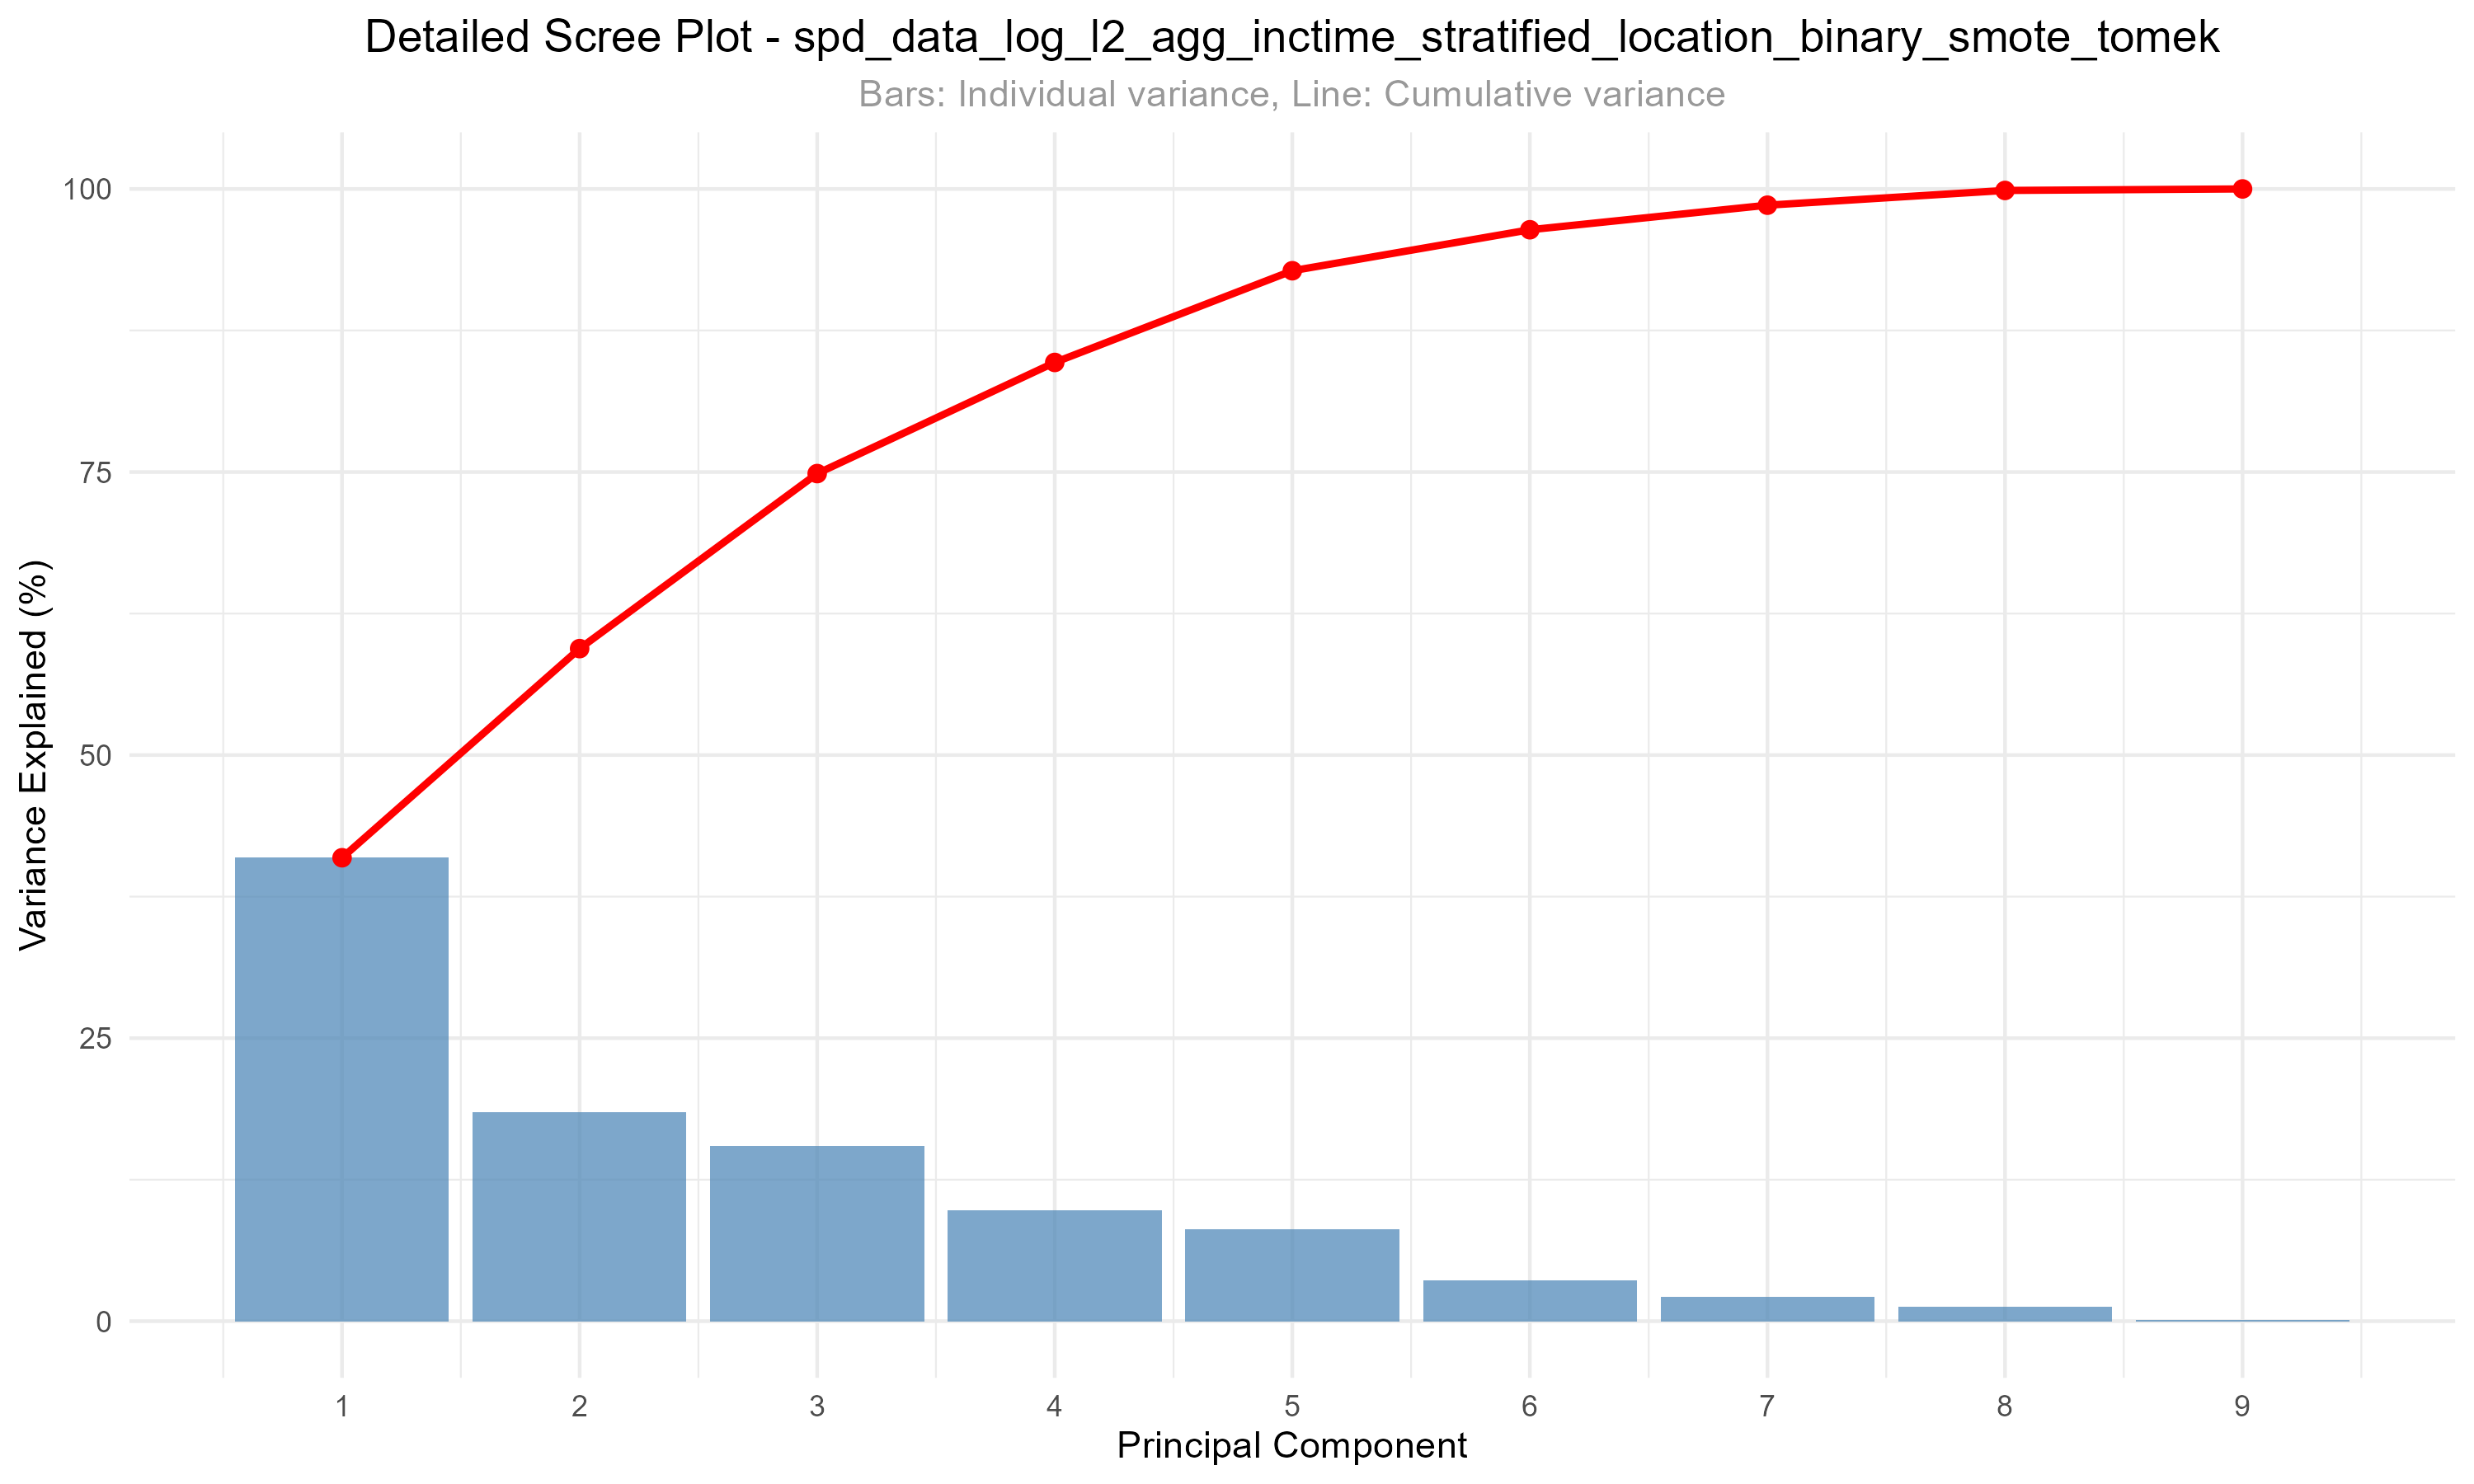 Detailed Scree Plot - spd_data_log_l2_agg_inctime_stratified_location_binary_smote_tomek
Bars: Individual variance, Line: Cumulative variance
Variance Explained (%)
100
75
50
25
0
1 2 3 4 5 6 7 8 9
Principal Component